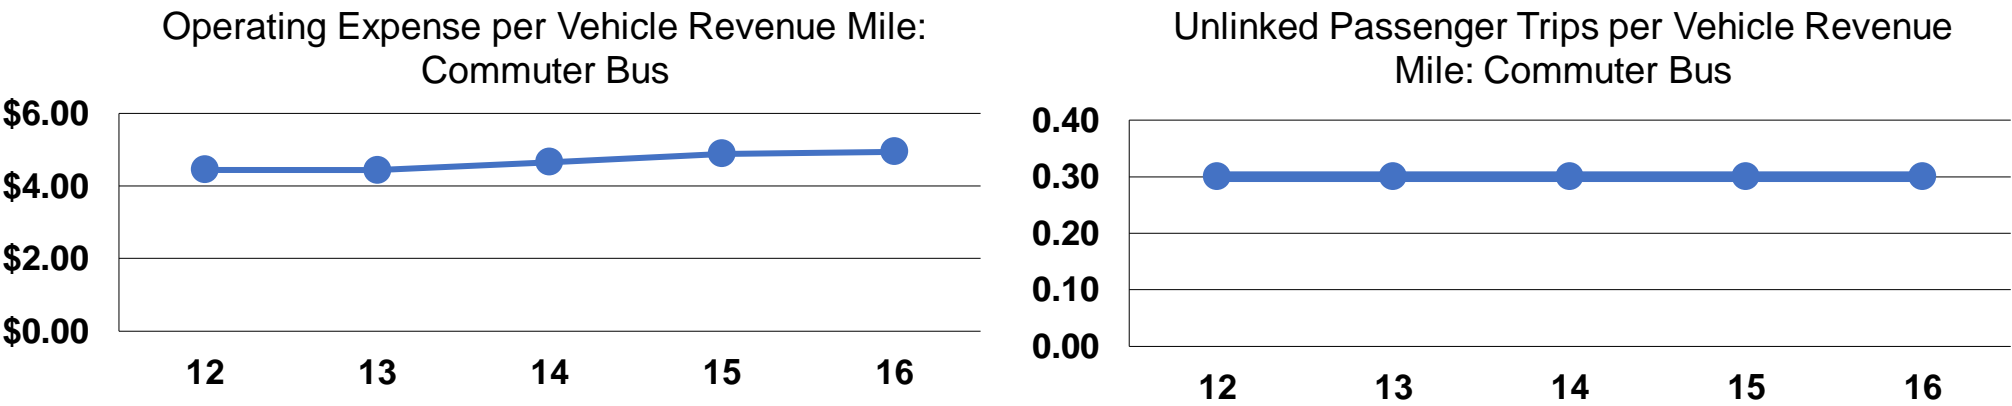 Operating Expense per Vehicle Revenue Mile:
Commuter Bus
$6.00
$4.00
$2.00
$0.00
12 13 14 15 16
Unlinked Passenger Trips per Vehicle Revenue
Mile: Commuter Bus
0.40
0.30
0.20
0.10
0.00
12 13 14 15 16